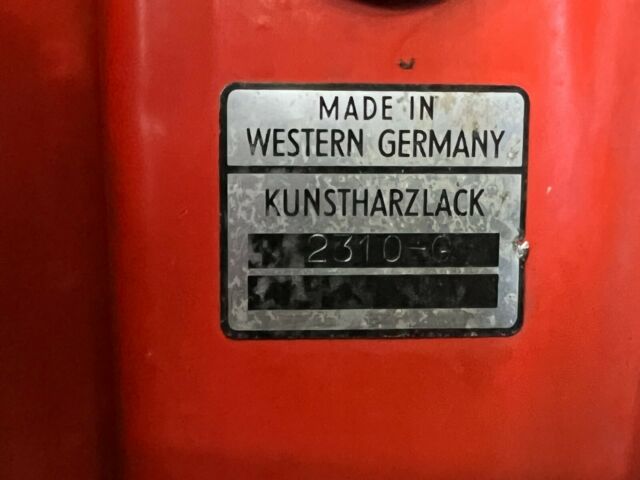 MADE IN
WESTERN GERMANY
KUNSTHARZLACK
2310-G